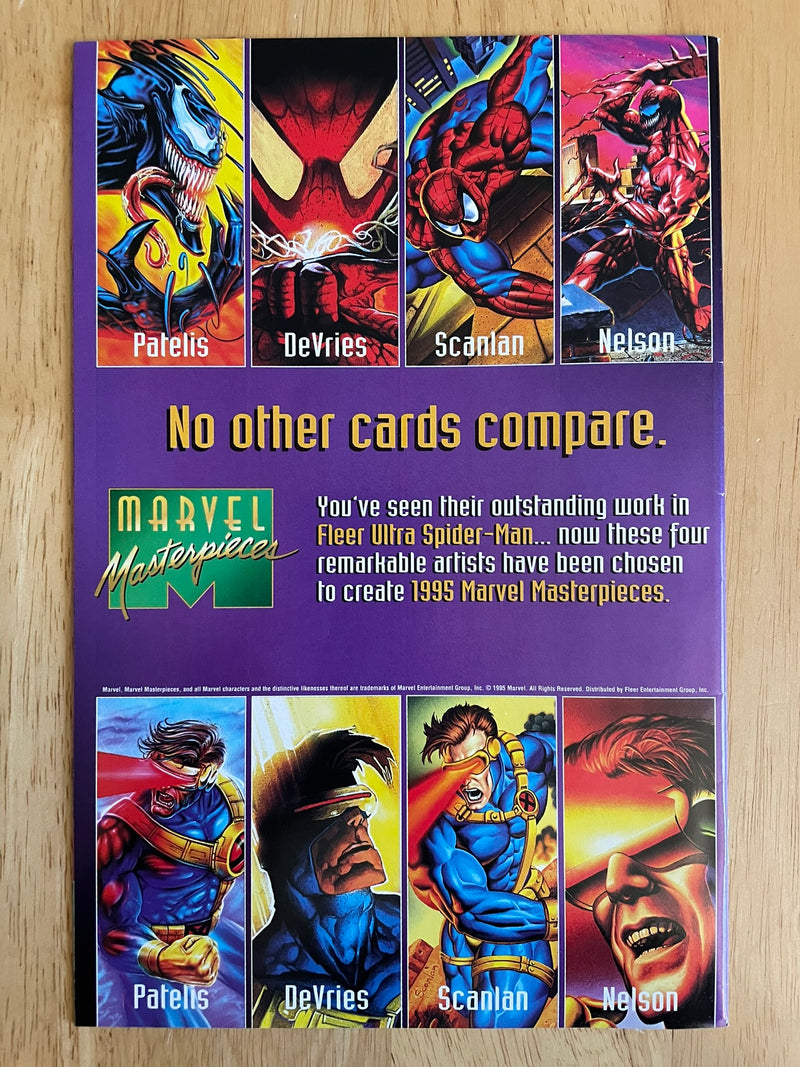 Patelis DeVries Scanlan Nelson
No other cards compare.
MARVEL
Masterpieces
You've seen their outstanding work in
Fleer Ultra Spider-Man... now these four
remarkable artists have been chosen
to create 1995 Marvel Masterpieces.
Marvel, Marvel Masterpieces, and all Marvel characters and the distinctive likenesses thereof are trademarks of Marvel Entertainment Group, Inc. © 1995 Marvel. All Rights Reserved. Distributed by Fleer Entertainment Group, Inc.
Scanlan
Patelis DeVries Scanlan Nelson